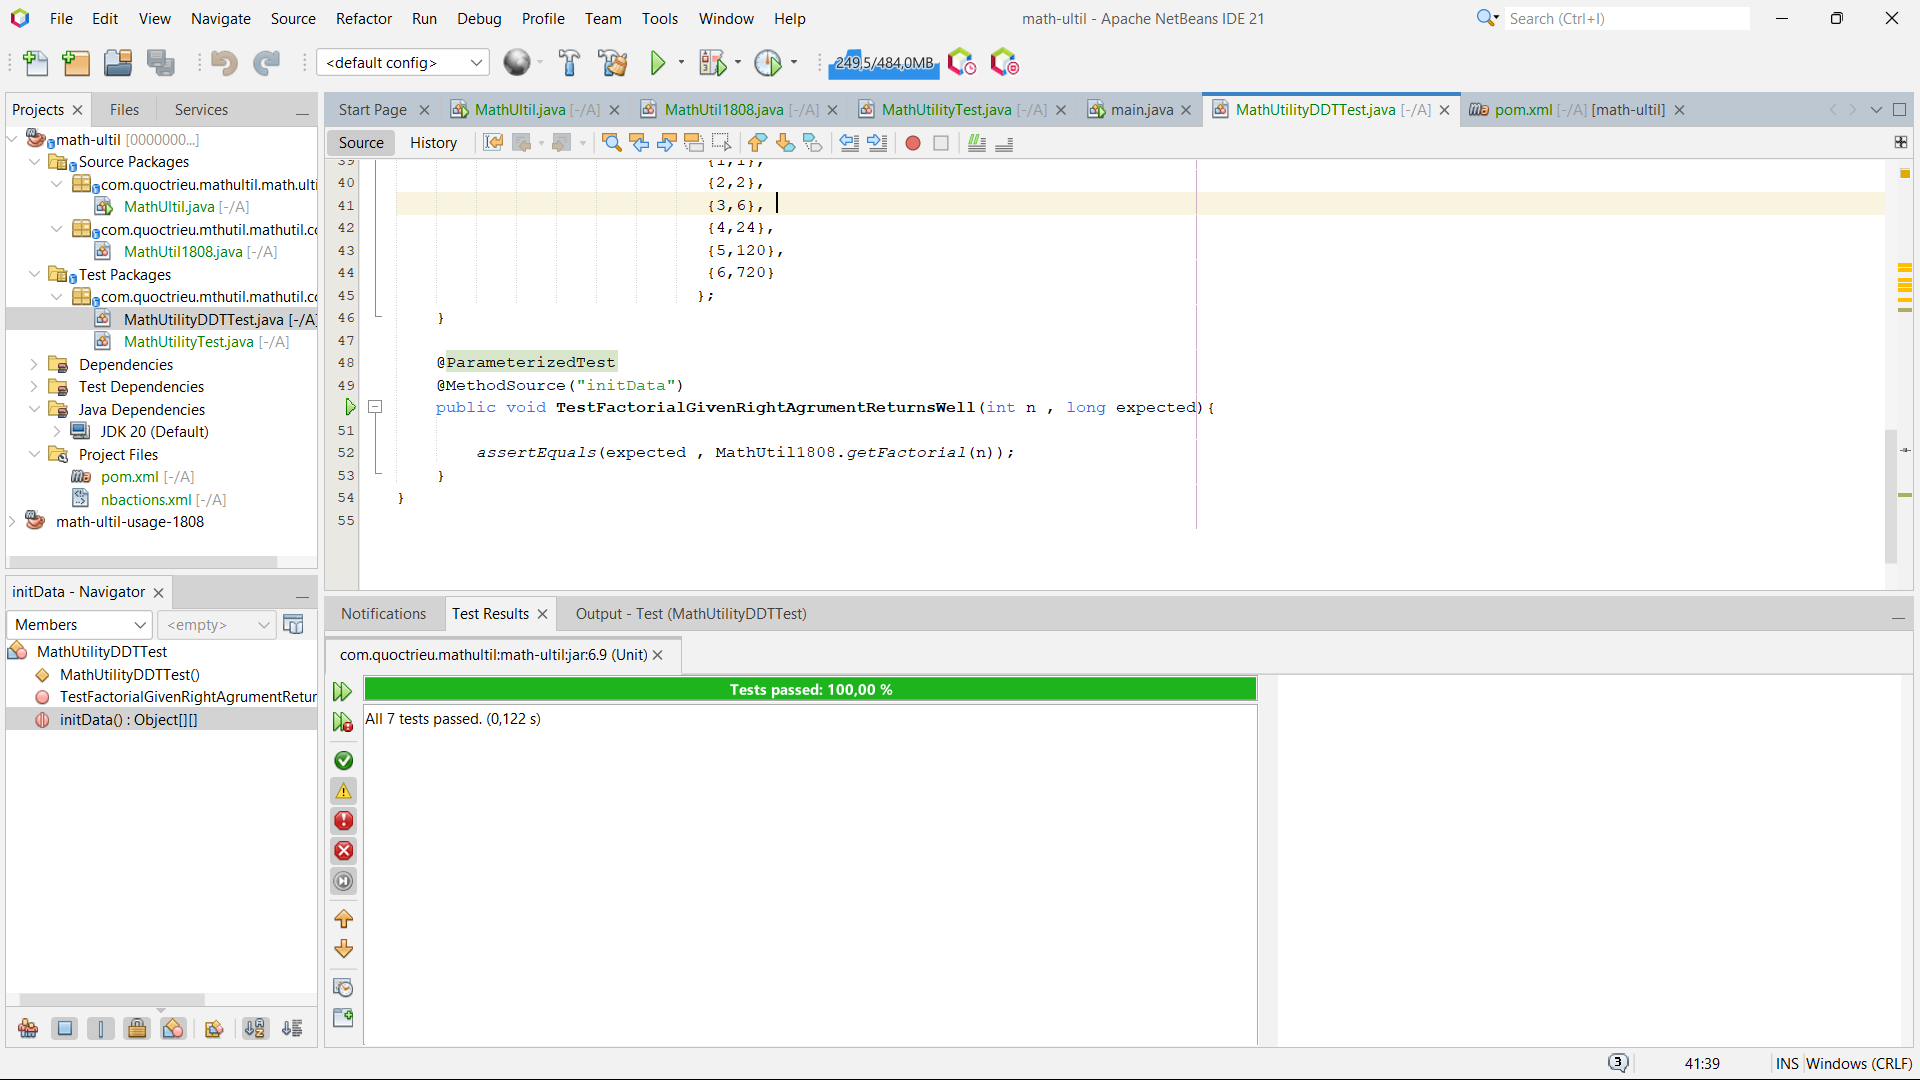 File Edit View Navigate Source Refactor Run Debug Profile Team Tools Window Help
math-ultil - Apache NetBeans IDE 21
Search (Ctrl+I)
<default config>
249,5/484,0MB
Projects Files Services
math-ultil [0000000...]
Source Packages
com.quoctrieu.mathultil.math.ulti
MathUltil.java [-/A]
com.quoctrieu.mthutil.mathutil.co
MathUtil1808.java [-/A]
Test Packages
com.quoctrieu.mthutil.mathutil.co
MathUtilityDDTTest.java [-/A]
MathUtilityTest.java [-/A]
Dependencies
Test Dependencies
Java Dependencies
JDK 20 (Default)
Project Files
pom.xml [-/A]
nbactions.xml [-/A]
math-ultil-usage-1808
initData - Navigator
Members <empty>
MathUtilityDDTTest
MathUtilityDDTTest()
TestFactorialGivenRightAgrumentRetur
initData() : Object[][]
Start Page MathUltil.java [-/A] MathUtil1808.java [-/A] MathUtilityTest.java [-/A] main.java MathUtilityDDTTest.java [-/A] pom.xml [-/A] [math-ultil]
Source History
39 {1,1},
40 {2,2},
41 {3,6},
42 {4,24},
43 {5,120},
44 {6,720}
45 };
46 }
47
48 @ParameterizedTest
49 @MethodSource("initData")
public void TestFactorialGivenRightAgrumentReturnsWell(int n , long expected){
51
52 assertEquals(expected , MathUtil1808.getFactorial(n));
53 }
54 }
55
Notifications Test Results Output - Test (MathUtilityDDTTest)
com.quoctrieu.mathultil:math-ultil:jar:6.9 (Unit)
Tests passed: 100,00 %
All 7 tests passed. (0,122 s)
3 41:39 INS Windows (CRLF)